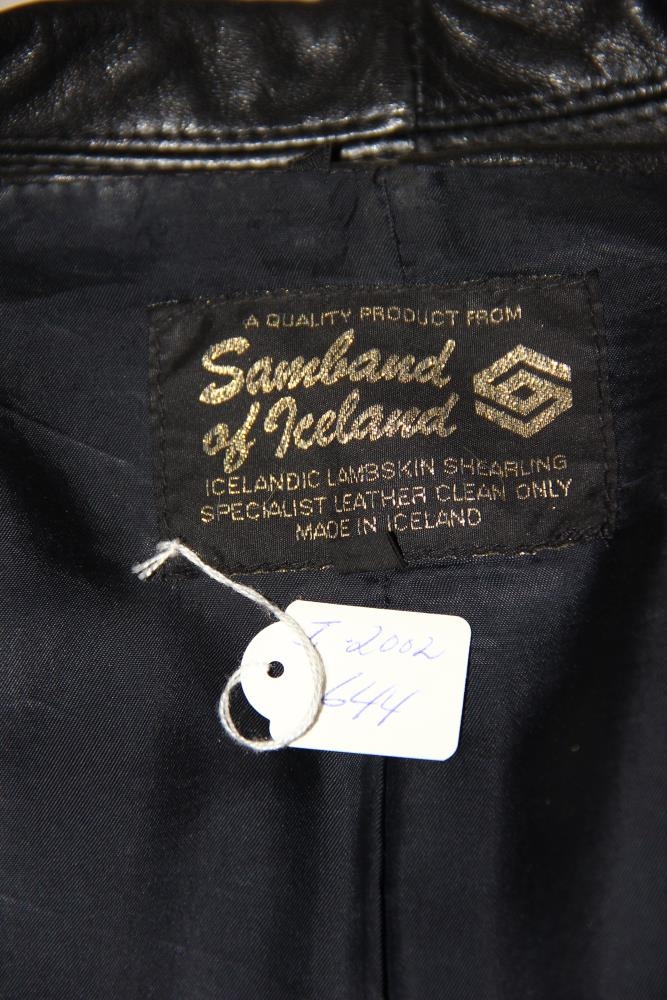 A QUALITY PRODUCT FROM
Samband
of Iceland
ICELANDIC LAMBSKIN SHEARLING
SPECIALIST LEATHER CLEAN ONLY
MADE IN ICELAND
I-2002
644